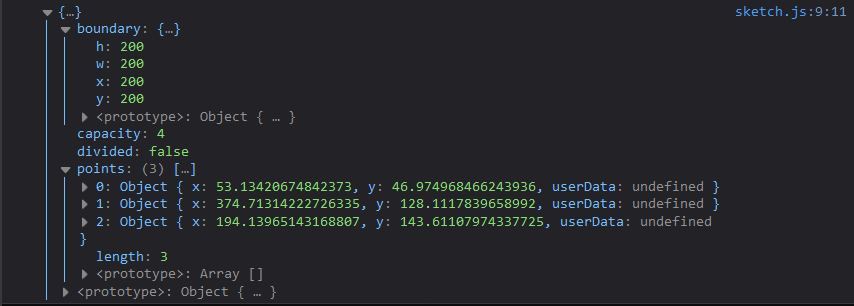 {…} sketch.js:9:11
boundary: {…}
h: 200
w: 200
x: 200
y: 200
<prototype>: Object { … }
capacity: 4
divided: false
points: (3) […]
0: Object { x: 53.13420674842373, y: 46.974968466243936, userData: undefined }
1: Object { x: 374.71314222726335, y: 128.1117839658992, userData: undefined }
2: Object { x: 194.13965143168807, y: 143.61107974337725, userData: undefined
}
length: 3
<prototype>: Array []
<prototype>: Object { … }